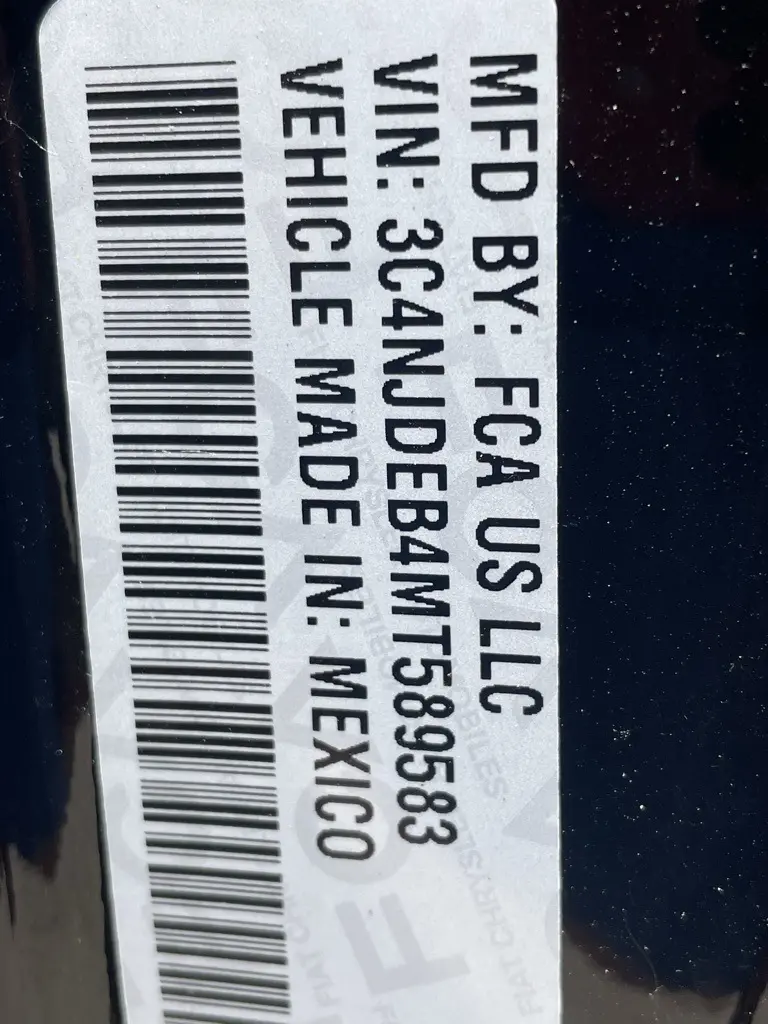 MFD BY: FCA US LLC
VIN: 3C4NJDEB4MT589583
VEHICLE MADE IN: MEXICO